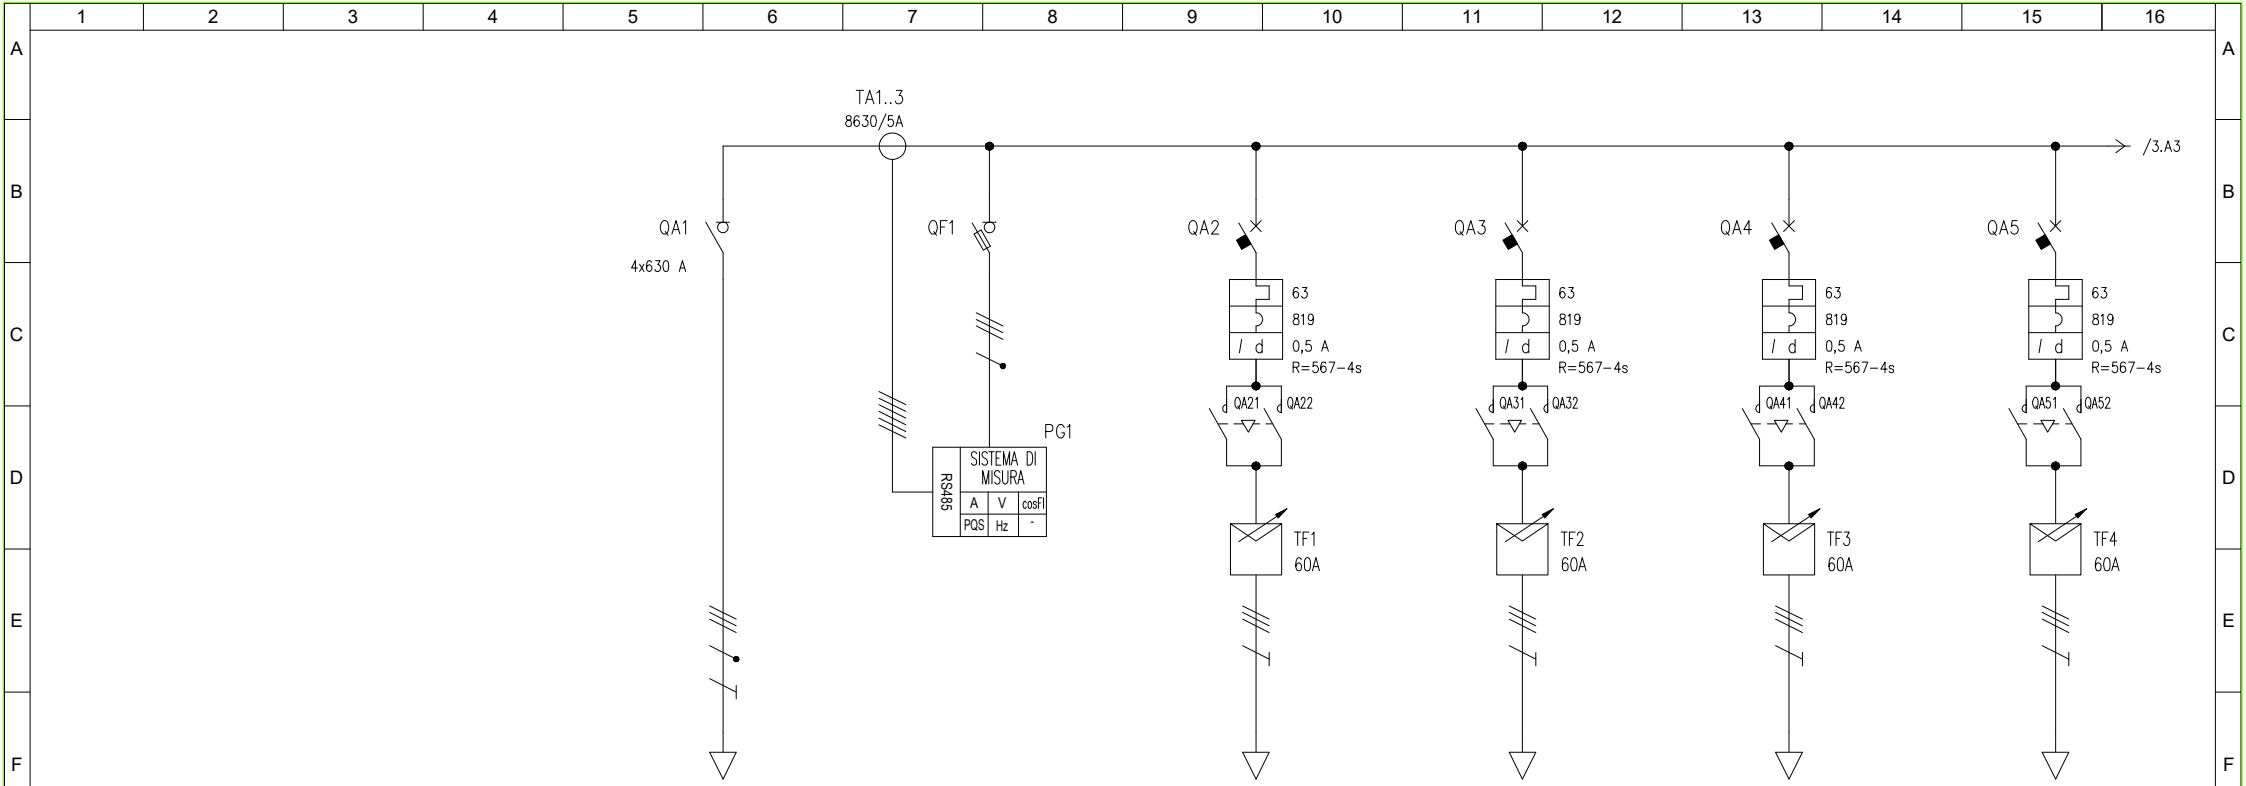 1 2 3 4 5 6 7 8 9 10 11 12 13 14 15 16
A A
TA1..3
8630/5A
/3.A3
B B
QA1 QF1 QA2 QA3 QA4 QA5
4x630 A
63 63 63 63
819 819 819 819
C C
I d 0,5 A I d 0,5 A I d 0,5 A I d 0,5 A
R=567-4s R=567-4s R=567-4s R=567-4s
QA21 QA22 QA31 QA32 QA41 QA42 QA51 QA52
PG1
SISTEMA DI
MISURA
D D
RS485
A V cosFI
PQS Hz -
TF1 TF2 TF3 TF4
60A 60A 60A 60A
E E
F F